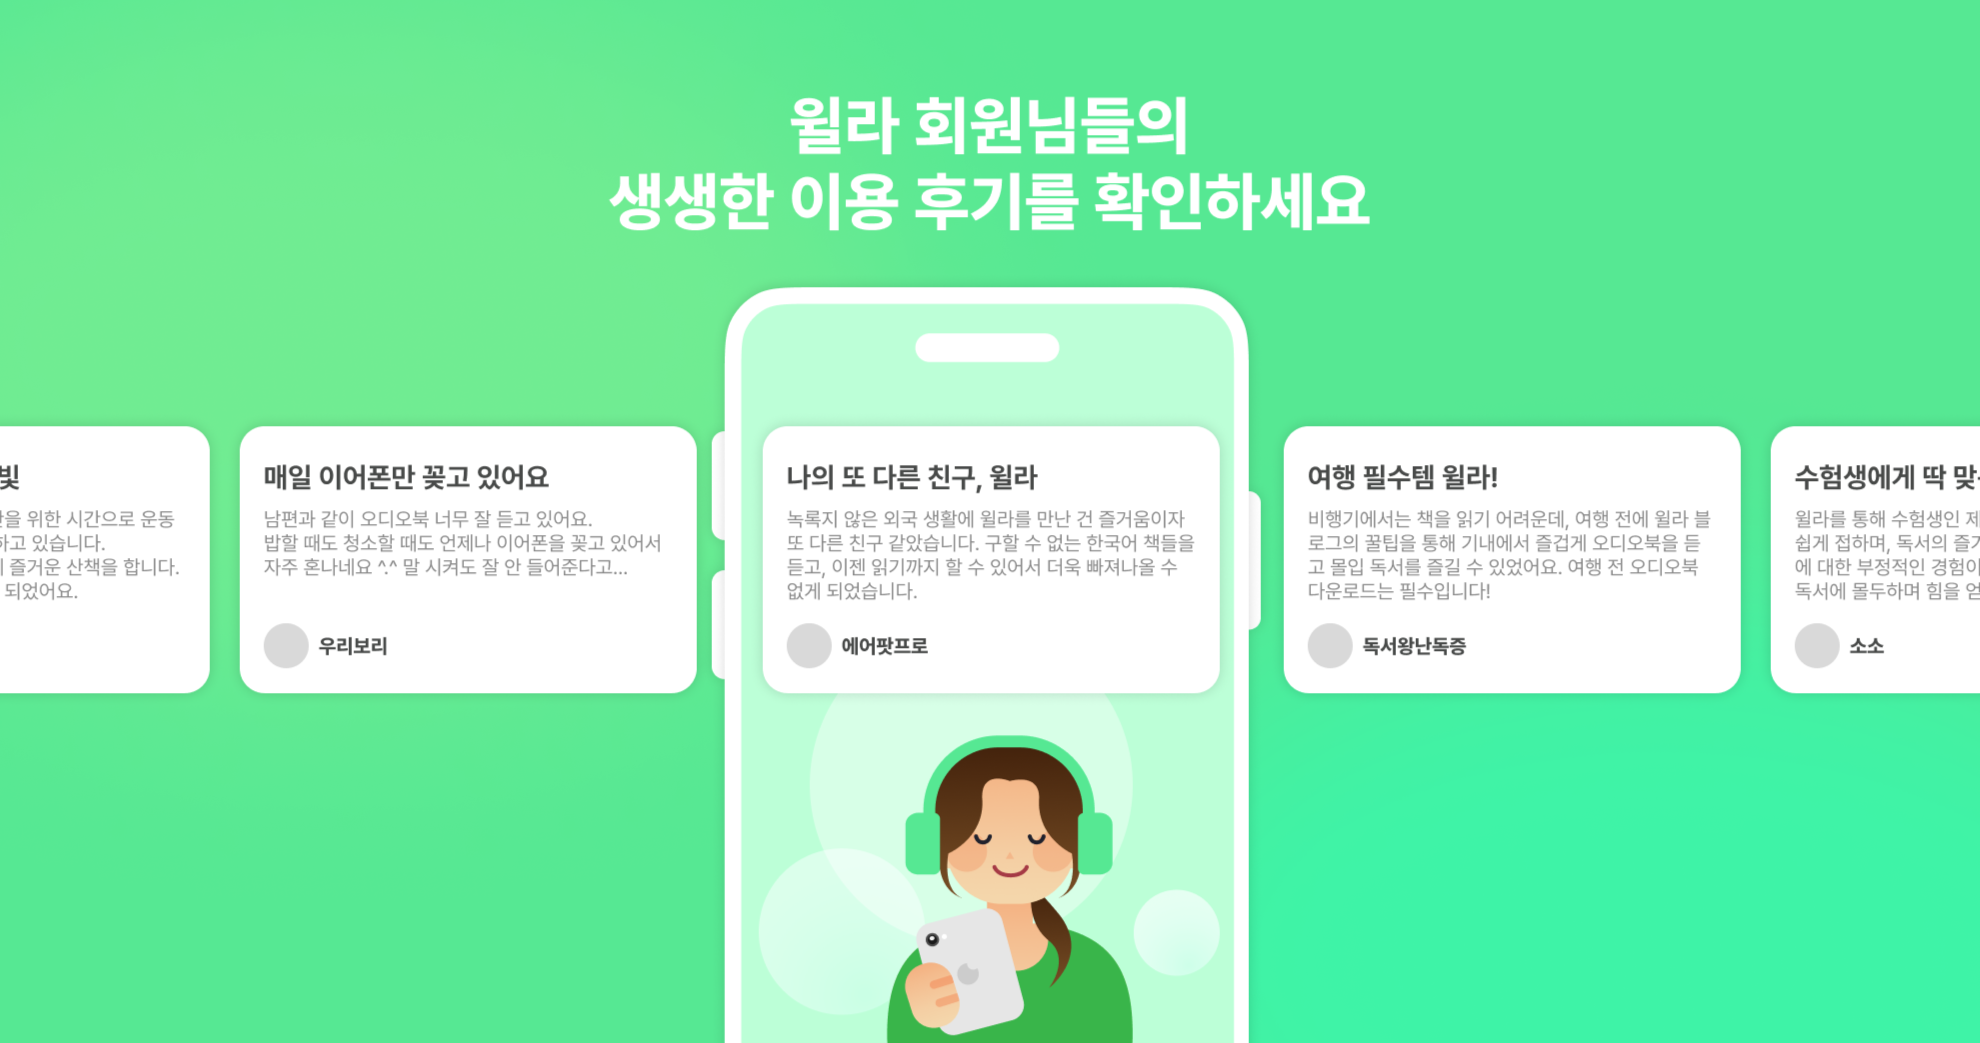 윌라 회원님들의
생생한 이용 후기를 확인하세요
빛
위한 시간으로 운동
하고 있습니다.
즐거운 산책을 합니다.
되었어요.
매일 이어폰만 꽂고 있어요
남편과 같이 오디오북 너무 잘 듣고 있어요.
밥할 때도 청소할 때도 언제나 이어폰을 꽂고 있어서
자주 혼나네요 ^.^ 말 시켜도 잘 안 들어준다고...
우리보리
나의 또 다른 친구, 윌라
녹록지 않은 외국 생활에 윌라를 만난 건 즐거움이자
또 다른 친구 같았습니다. 구할 수 없는 한국어 책들을
듣고, 이젠 읽기까지 할 수 있어서 더욱 빠져나올 수
없게 되었습니다.
에어팟프로
여행 필수템 윌라!
비행기에서는 책을 읽기 어려운데, 여행 전에 윌라 블
로그의 꿀팁을 통해 기내에서 즐겁게 오디오북을 듣
고 몰입 독서를 즐길 수 있었어요. 여행 전 오디오북
다운로드는 필수입니다!
독서왕난독증
수험생에게 딱 맞
윌라를 통해 수험생인 제
쉽게 접하며, 독서의 즐
에 대한 부정적인 경험이
독서에 몰두하며 힘을 얻
소소